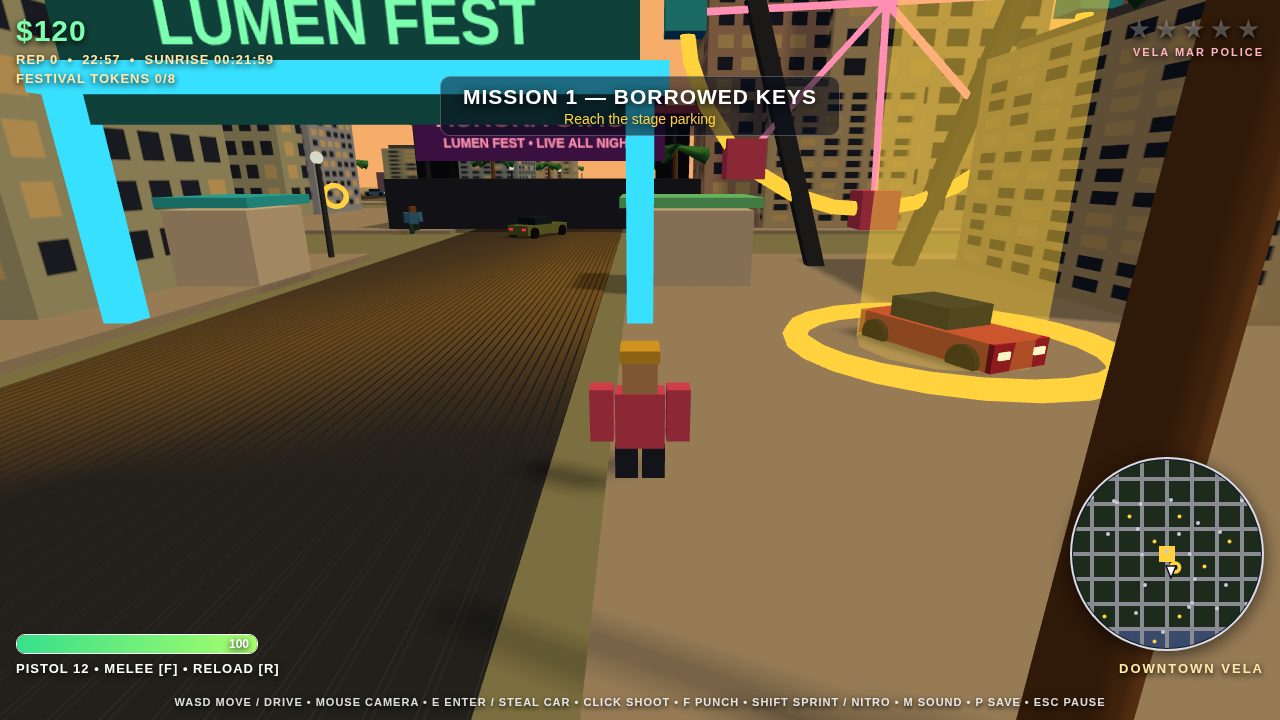 LUMEN FEST
$120
REP 0 • 22:57 • SUNRISE 00:21:59
FESTIVAL TOKENS 0/8
★★★★★
VELA MAR POLICE
MISSION 1 — BORROWED KEYS
Reach the stage parking
LUMEN FEST • LIVE ALL NIGH
100
PISTOL 12 • MELEE [F] • RELOAD [R]
DOWNTOWN VELA
WASD MOVE / DRIVE • MOUSE CAMERA • E ENTER / STEAL CAR • CLICK SHOOT • F PUNCH • SHIFT SPRINT / NITRO • M SOUND • P SAVE • ESC PAUSE